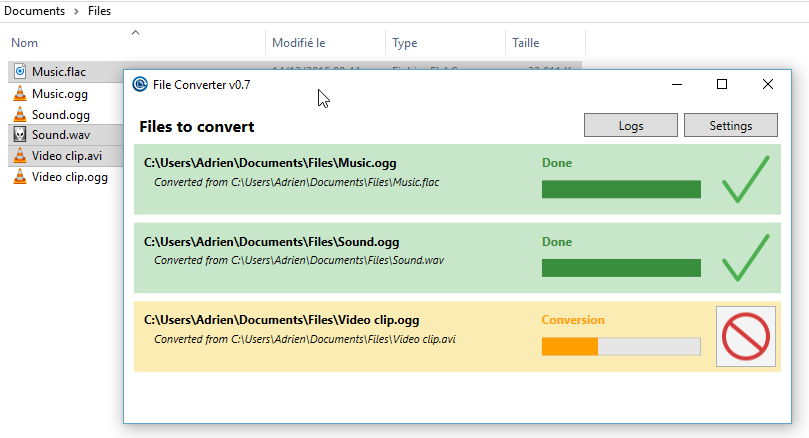 Documents > Files
Nom Modifié le Type Taille
Music.flac
Music.ogg
Sound.ogg
Sound.wav
Video clip.avi
Video clip.ogg
File Converter v0.7
Files to convert Logs Settings
C:\Users\Adrien\Documents\Files\Music.ogg Done
Converted from C:\Users\Adrien\Documents\Files\Music.flac
C:\Users\Adrien\Documents\Files\Sound.ogg Done
Converted from C:\Users\Adrien\Documents\Files\Sound.wav
C:\Users\Adrien\Documents\Files\Video clip.ogg Conversion
Converted from C:\Users\Adrien\Documents\Files\Video clip.avi